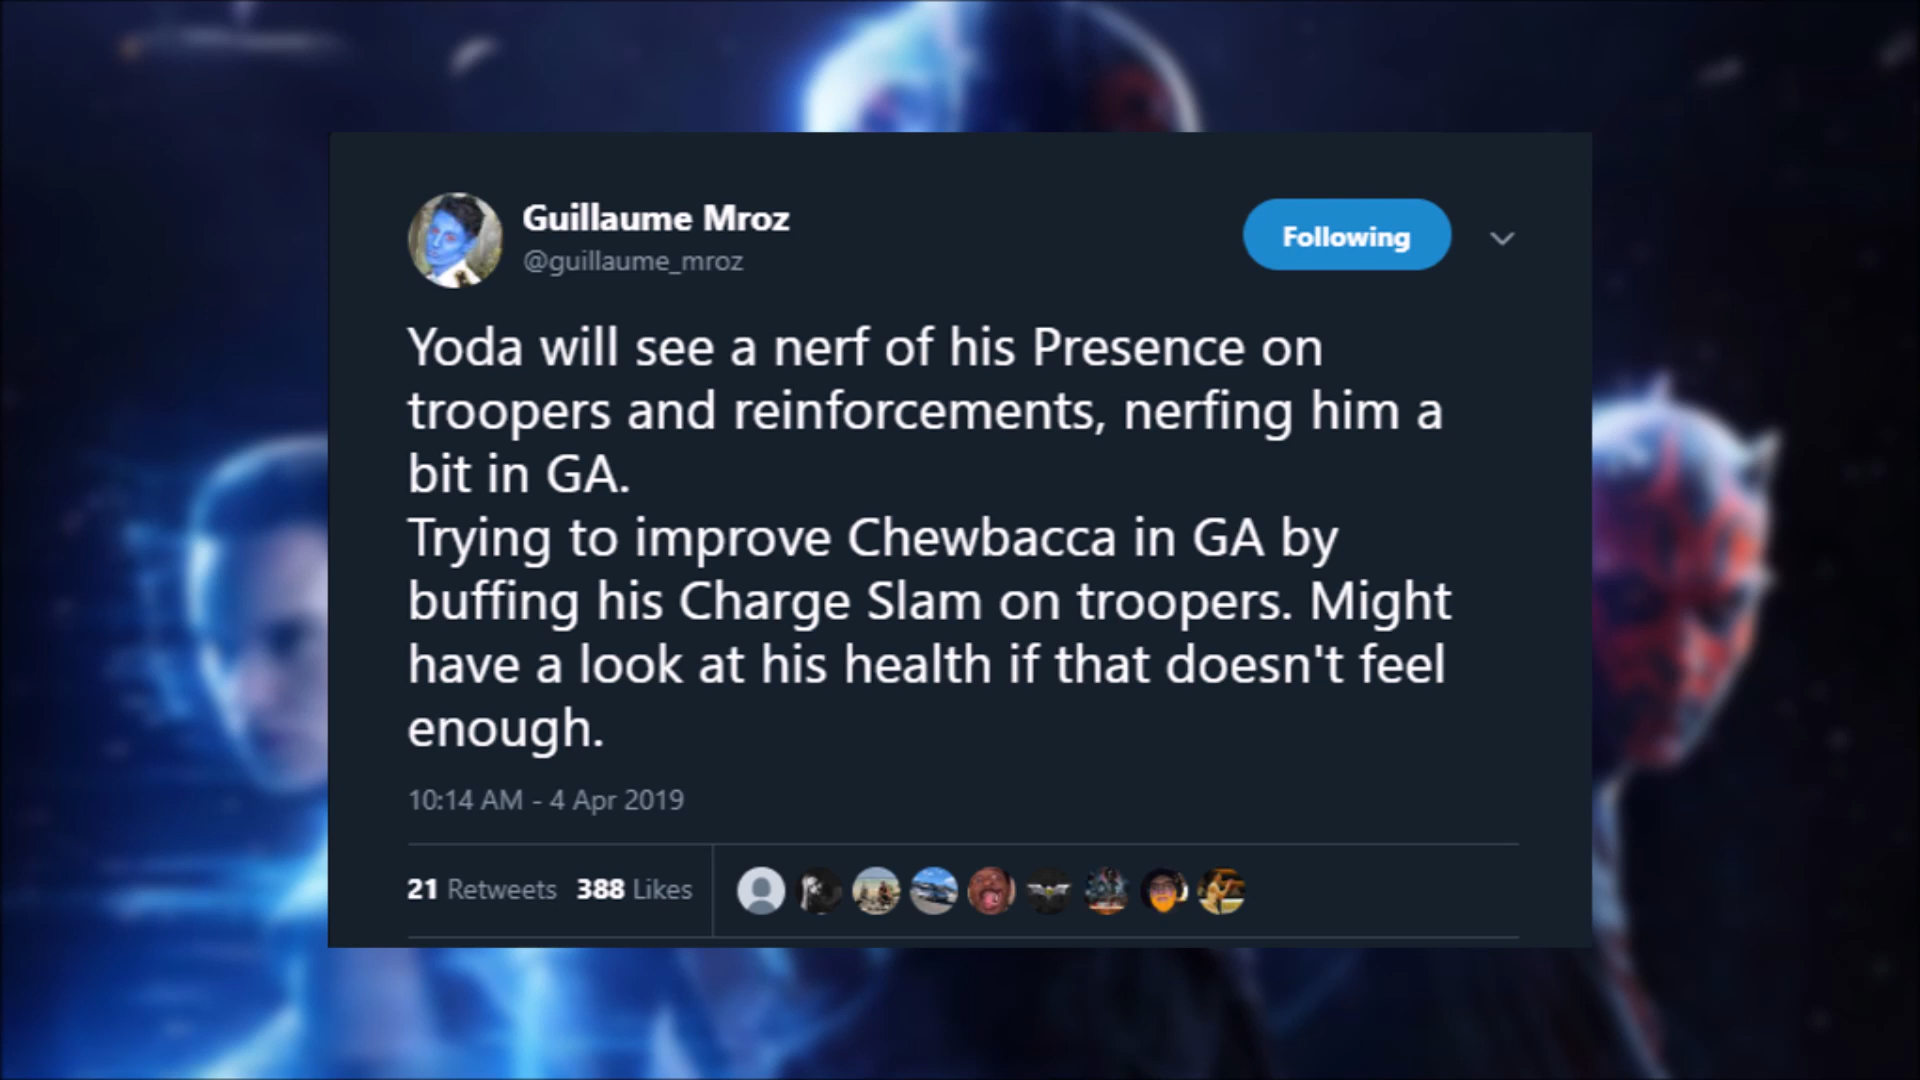 Guillaume Mroz
@guillaume_mroz
Following
Yoda will see a nerf of his Presence on
troopers and reinforcements, nerfing him a
bit in GA.
Trying to improve Chewbacca in GA by
buffing his Charge Slam on troopers. Might
have a look at his health if that doesn't feel
enough.
10:14 AM - 4 Apr 2019
21 Retweets 388 Likes